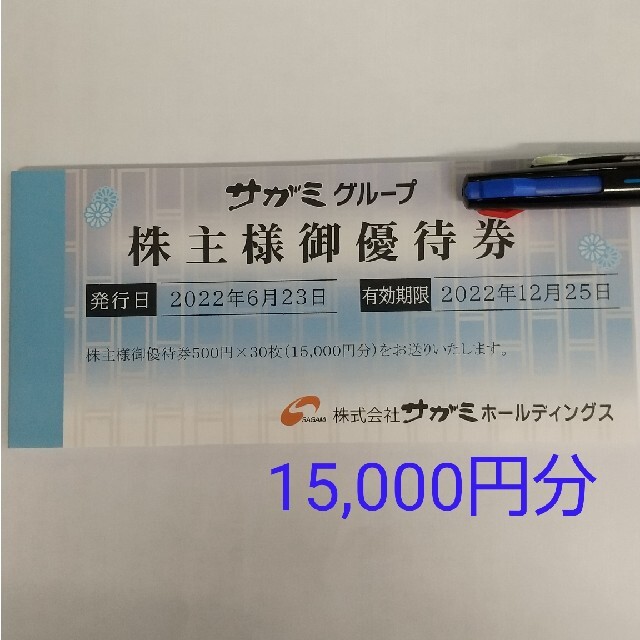 サガミグループ
株主様御優待券
発行日 2022年6月23日 有効期限 2022年12月25日
株主様御優待券500円×30枚(15,000円分)をお送りいたします。
SAGAMI 株式会社サガミホールディングス
15,000円分